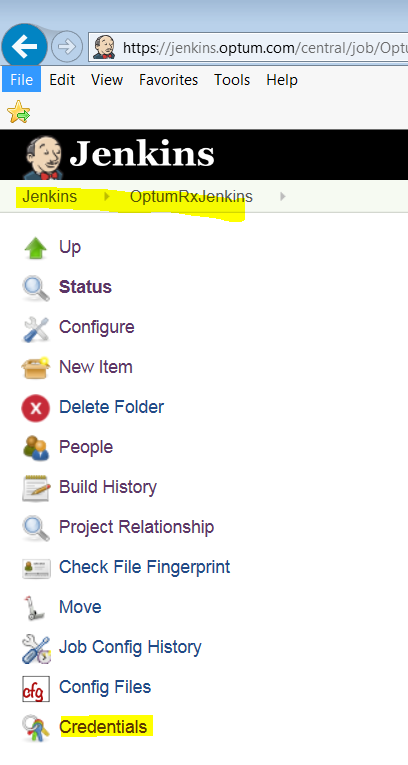 https://jenkins.optum.com/central/job/Optu
File Edit View Favorites Tools Help
Jenkins
Jenkins OptumRxJenkins
Up
Status
Configure
New Item
Delete Folder
People
Build History
Project Relationship
Check File Fingerprint
Move
Job Config History
cfg Config Files
Credentials